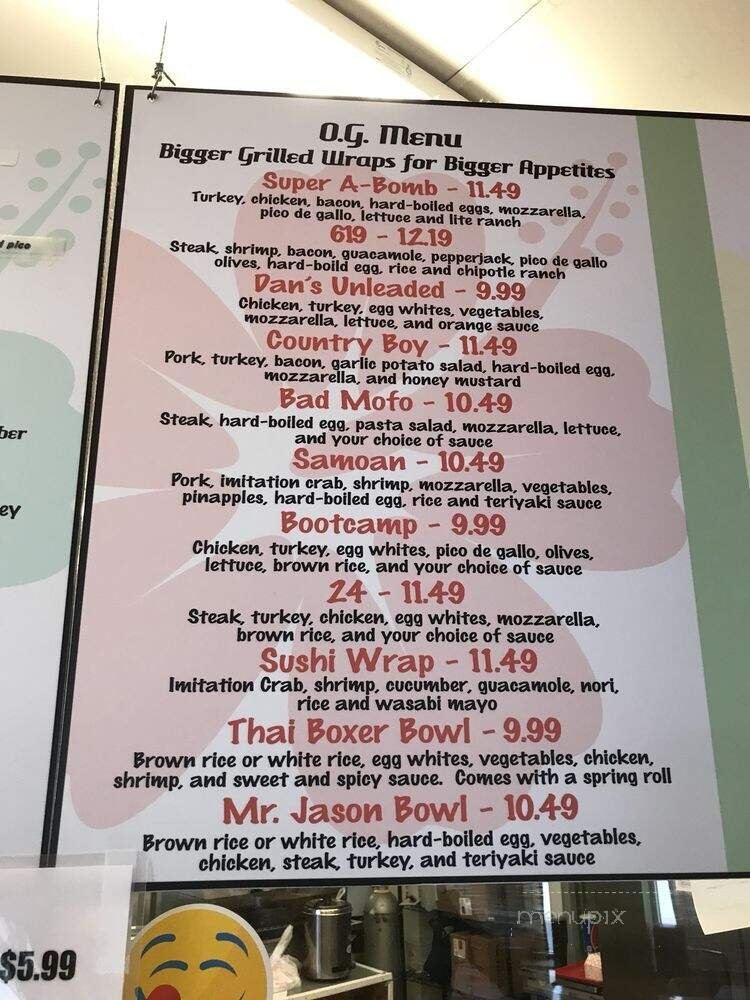 O.G. Menu
Bigger Grilled Wraps for Bigger Appetites
Super A-Bomb - 11.49
Turkey, chicken, bacon, hard-boiled eggs, mozzarella,
pico de gallo, lettuce and lite ranch
619 - 12.19
Steak, shrimp, bacon, guacamole, pepperjack, pico de gallo
olives, hard-boild egg, rice and chipotle ranch
Dan's Unleaded - 9.99
Chicken, turkey, egg whites, vegetables,
mozzarella, lettuce, and orange sauce
Country Boy - 11.49
Pork, turkey, bacon, garlic potato salad, hard-boiled egg,
mozzarella, and honey mustard
Bad Mofo - 10.49
Steak, hard-boiled egg, pasta salad, mozzarella, lettuce,
and your choice of sauce
Samoan - 10.49
Pork, imitation crab, shrimp, mozzarella, vegetables,
pinapples, hard-boiled egg, rice and teriyaki sauce
Bootcamp - 9.99
Chicken, turkey, egg whites, pico de gallo, olives,
lettuce, brown rice, and your choice of sauce
24 - 11.49
Steak, turkey, chicken, egg whites, mozzarella,
brown rice, and your choice of sauce
Sushi Wrap - 11.49
Imitation Crab, shrimp, cucumber, guacamole, nori,
rice and wasabi mayo
Thai Boxer Bowl - 9.99
Brown rice or white rice, egg whites, vegetables, chicken,
shrimp, and sweet and spicy sauce. Comes with a spring roll
Mr. Jason Bowl - 10.49
Brown rice or white rice, hard-boiled egg, vegetables,
chicken, steak, turkey, and teriyaki sauce
$5.99
menupix